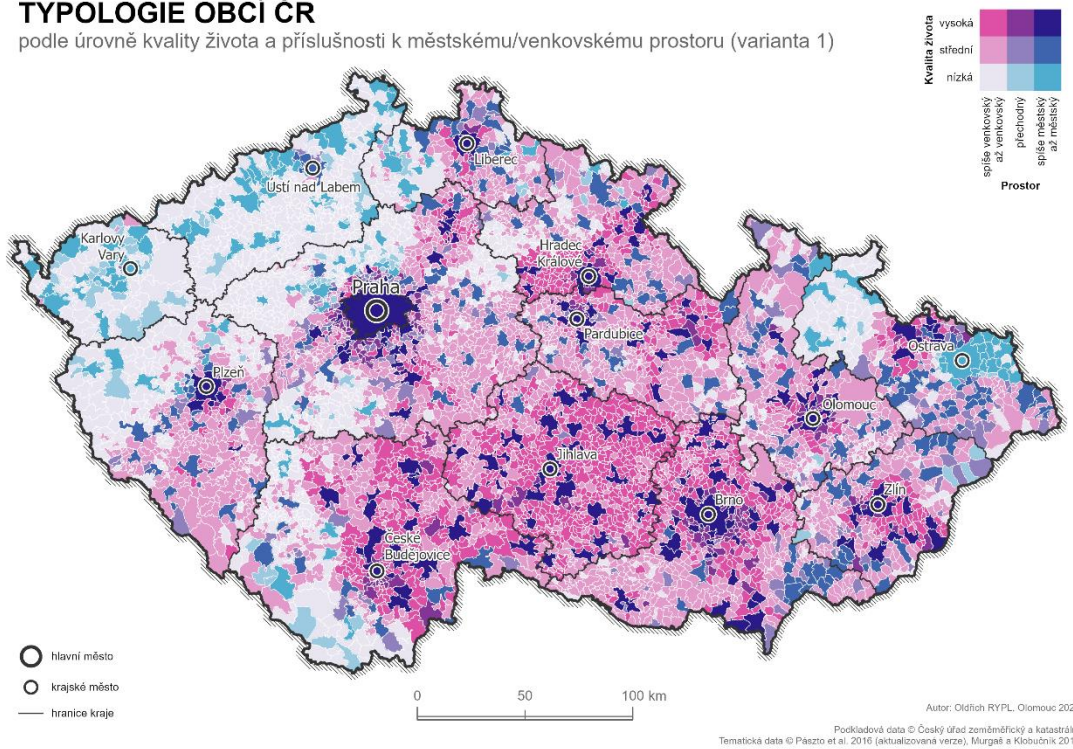 TYPOLOGIE OBCÍ ČR
podle úrovně kvality života a příslušnosti k městskému/venkovskému prostoru (varianta 1)
Kvalita života
vysoká
střední
nízká
spíše venkovský
až venkovský
přechodný
spíše městský
až městský
Prostor
Liberec
Ústí nad Labem
Karlovy
Vary
Hradec
Králové
Praha
Pardubice
Ostrava
Plzeň
Olomouc
Jihlava
Zlín
Brno
České
Budějovice
hlavní město
krajské město
hranice kraje
0 50 100 km
Autor: Oldřich RYPL, Olomouc 202
Podkladová data © Český úřad zeměměřický a katastrál
Tematická data © Pászto et al. 2016 (aktualizovaná verze), Murgaš a Klobučník 201